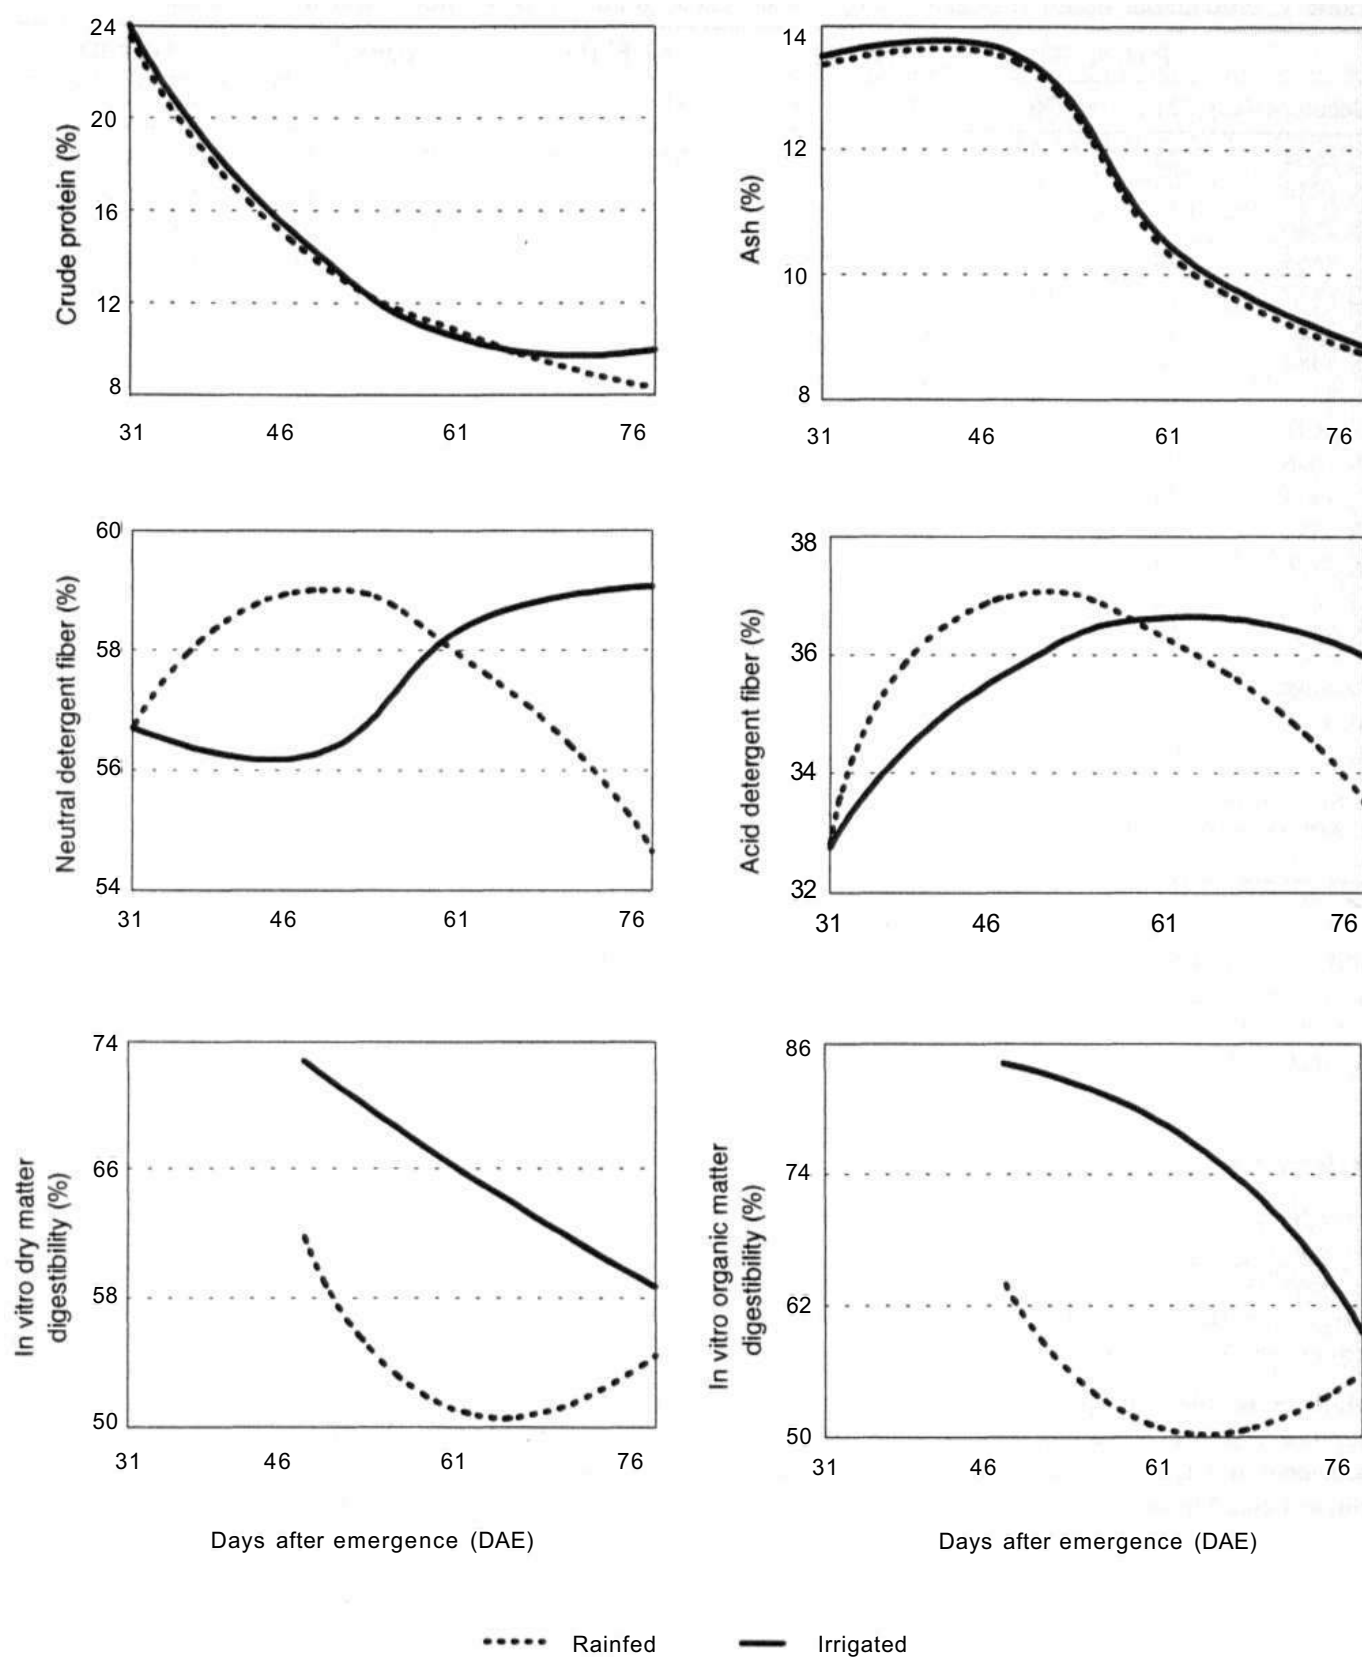 24
20
16
12
8
Crude protein (%)
31 46 61 76
14
12
10
8
Ash (%)
31 46 61 76
60
58
56
54
Neutral detergent fiber (%)
31 46 61 76
38
36
34
32
Acid detergent fiber (%)
31 46 61 76
74
66
58
50
In vitro dry matter
digestibility (%)
31 46 61 76
Days after emergence (DAE)
86
74
62
50
In vitro organic matter
digestibility (%)
31 46 61 76
Days after emergence (DAE)
Rainfed Irrigated